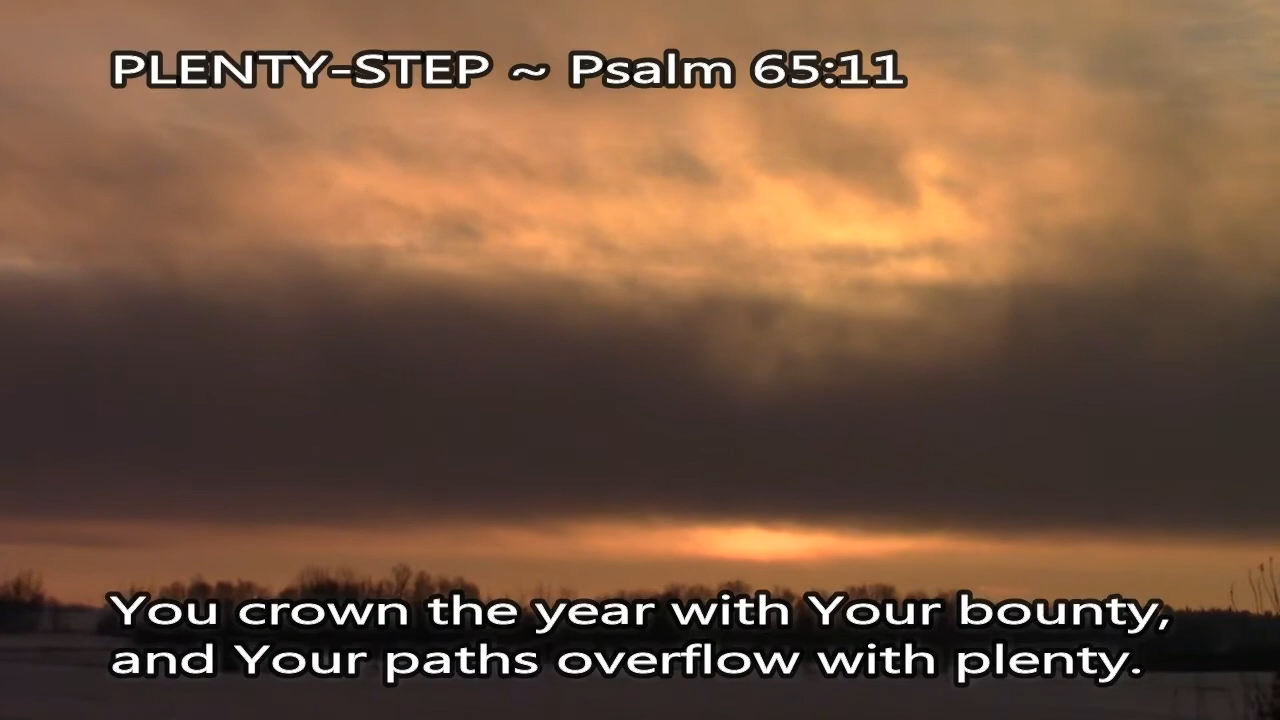 PLENTY-STEP ~ Psalm 65:11
You crown the year with Your bounty,
and Your paths overflow with plenty.